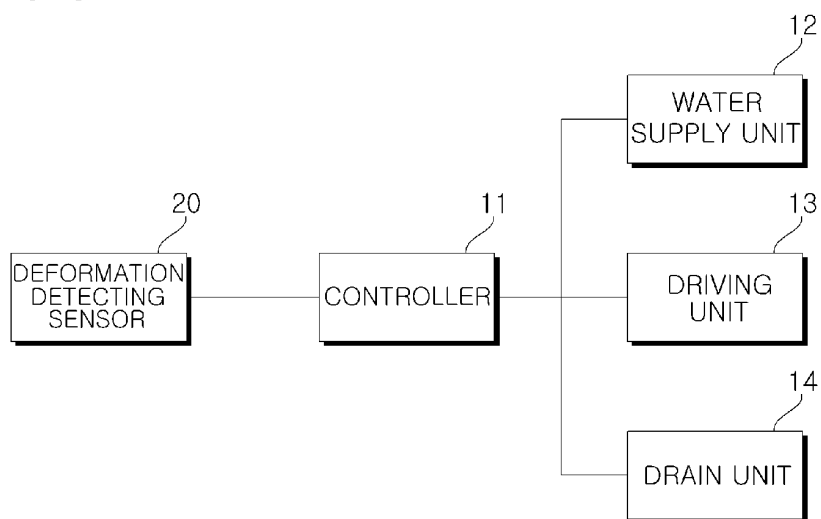 12
WATER
SUPPLY UNIT
20
11
13
DEFORMATION
DETECTING
SENSOR
CONTROLLER
DRIVING
UNIT
14
DRAIN UNIT